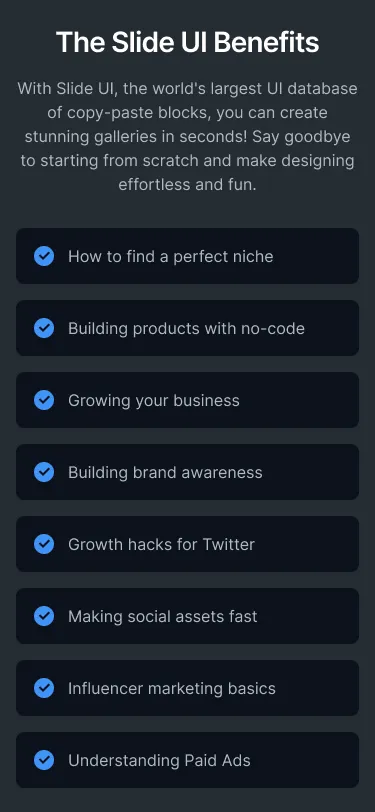 The Slide UI Benefits
With Slide UI, the world's largest UI database
of copy-paste blocks, you can create
stunning galleries in seconds! Say goodbye
to starting from scratch and make designing
effortless and fun.
How to find a perfect niche
Building products with no-code
Growing your business
Building brand awareness
Growth hacks for Twitter
Making social assets fast
Influencer marketing basics
Understanding Paid Ads